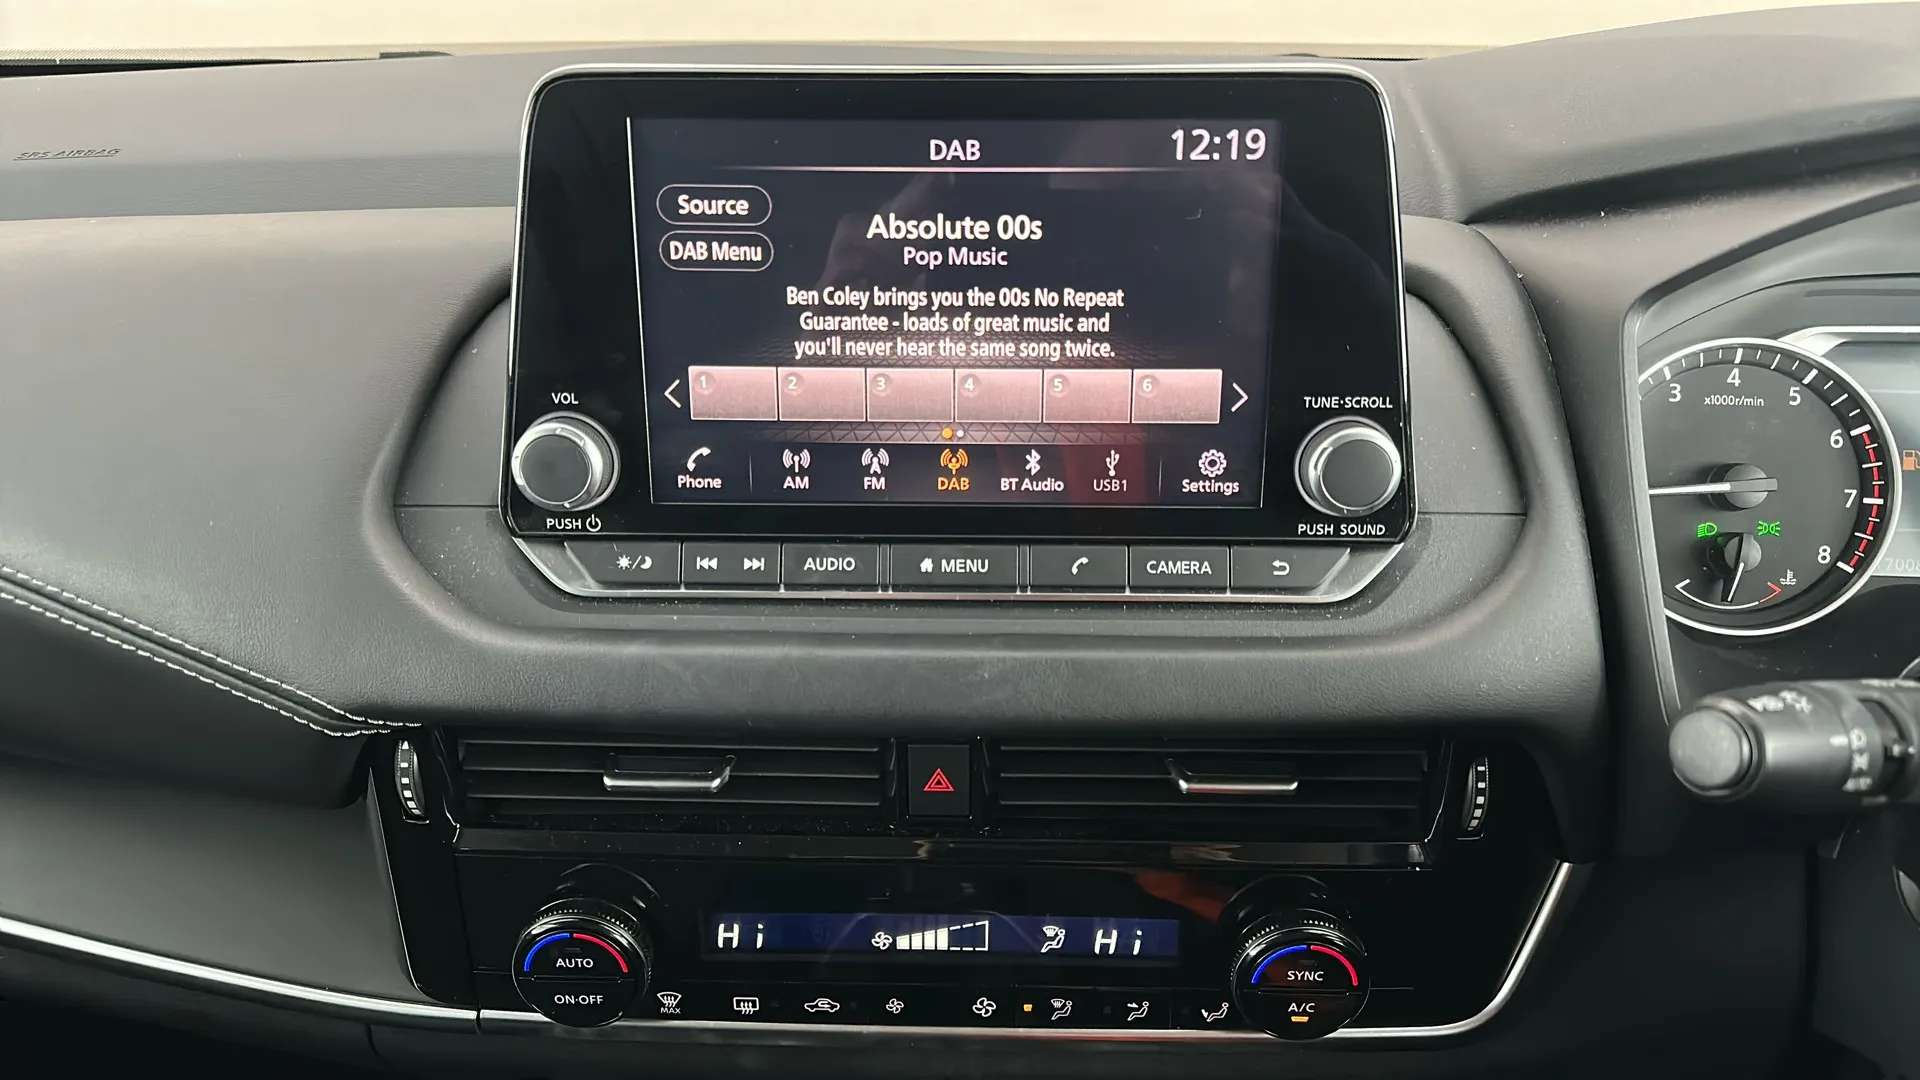 SRS AIRBAG
DAB
12:19
Source
DAB Menu
Absolute 00s
Pop Music
Ben Coley brings you the 00s No Repeat
Guarantee - loads of great music and
you'll never hear the same song twice.
1 2 3 4 5 6
Phone AM FM DAB BT Audio USB1 Settings
VOL
PUSH
TUNE·SCROLL
PUSH SOUND
AUDIO MENU CAMERA
3 4 5 6 7 8
x1000r/min
Hi Hi
AUTO
ON·OFF
MAX
SYNC
A/C